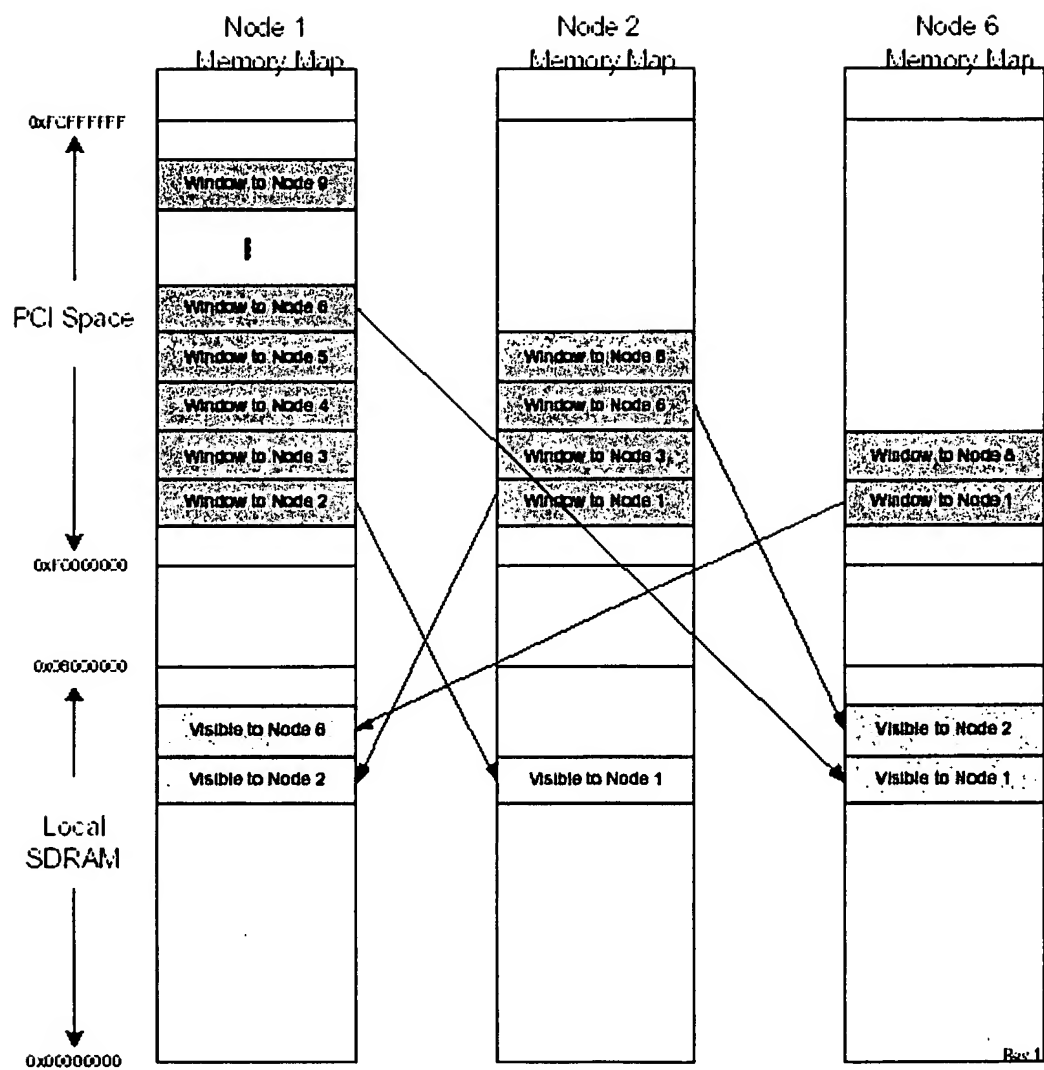 Node 1
Memory Map
Node 2
Memory Map
Node 6
Memory Map
0xFCFFFFFF
PCI Space
0xF0000000
0x08000000
Local
SDRAM
0x00000000
Window to Node 9
Window to Node 6
Window to Node 5
Window to Node 4
Window to Node 3
Window to Node 2
Visible to Node 6
Visible to Node 2
Window to Node
Window to Node 6
Window to Node 3
Window to Node 1
Visible to Node 1
Window to Node
Window to Node 1
Visible to Node 2
Visible to Node 1
Rev 1